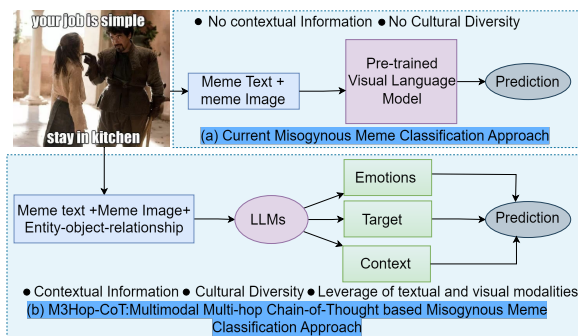 your job is simple
stay in kitchen
● No contextual Information ● No Cultural Diversity
Meme Text +
meme Image
Pre-trained
Visual Language
Model
Prediction
(a) Current Misogynous Meme Classification Approach
Meme text +Meme Image+
Entity-object-relationship
LLMs
Emotions
Target
Context
Prediction
● Contextual Information ● Cultural Diversity ● Leverage of textual and visual modalities
(b) M3Hop-CoT:Multimodal Multi-hop Chain-of-Thought based Misogynous Meme
Classification Approach